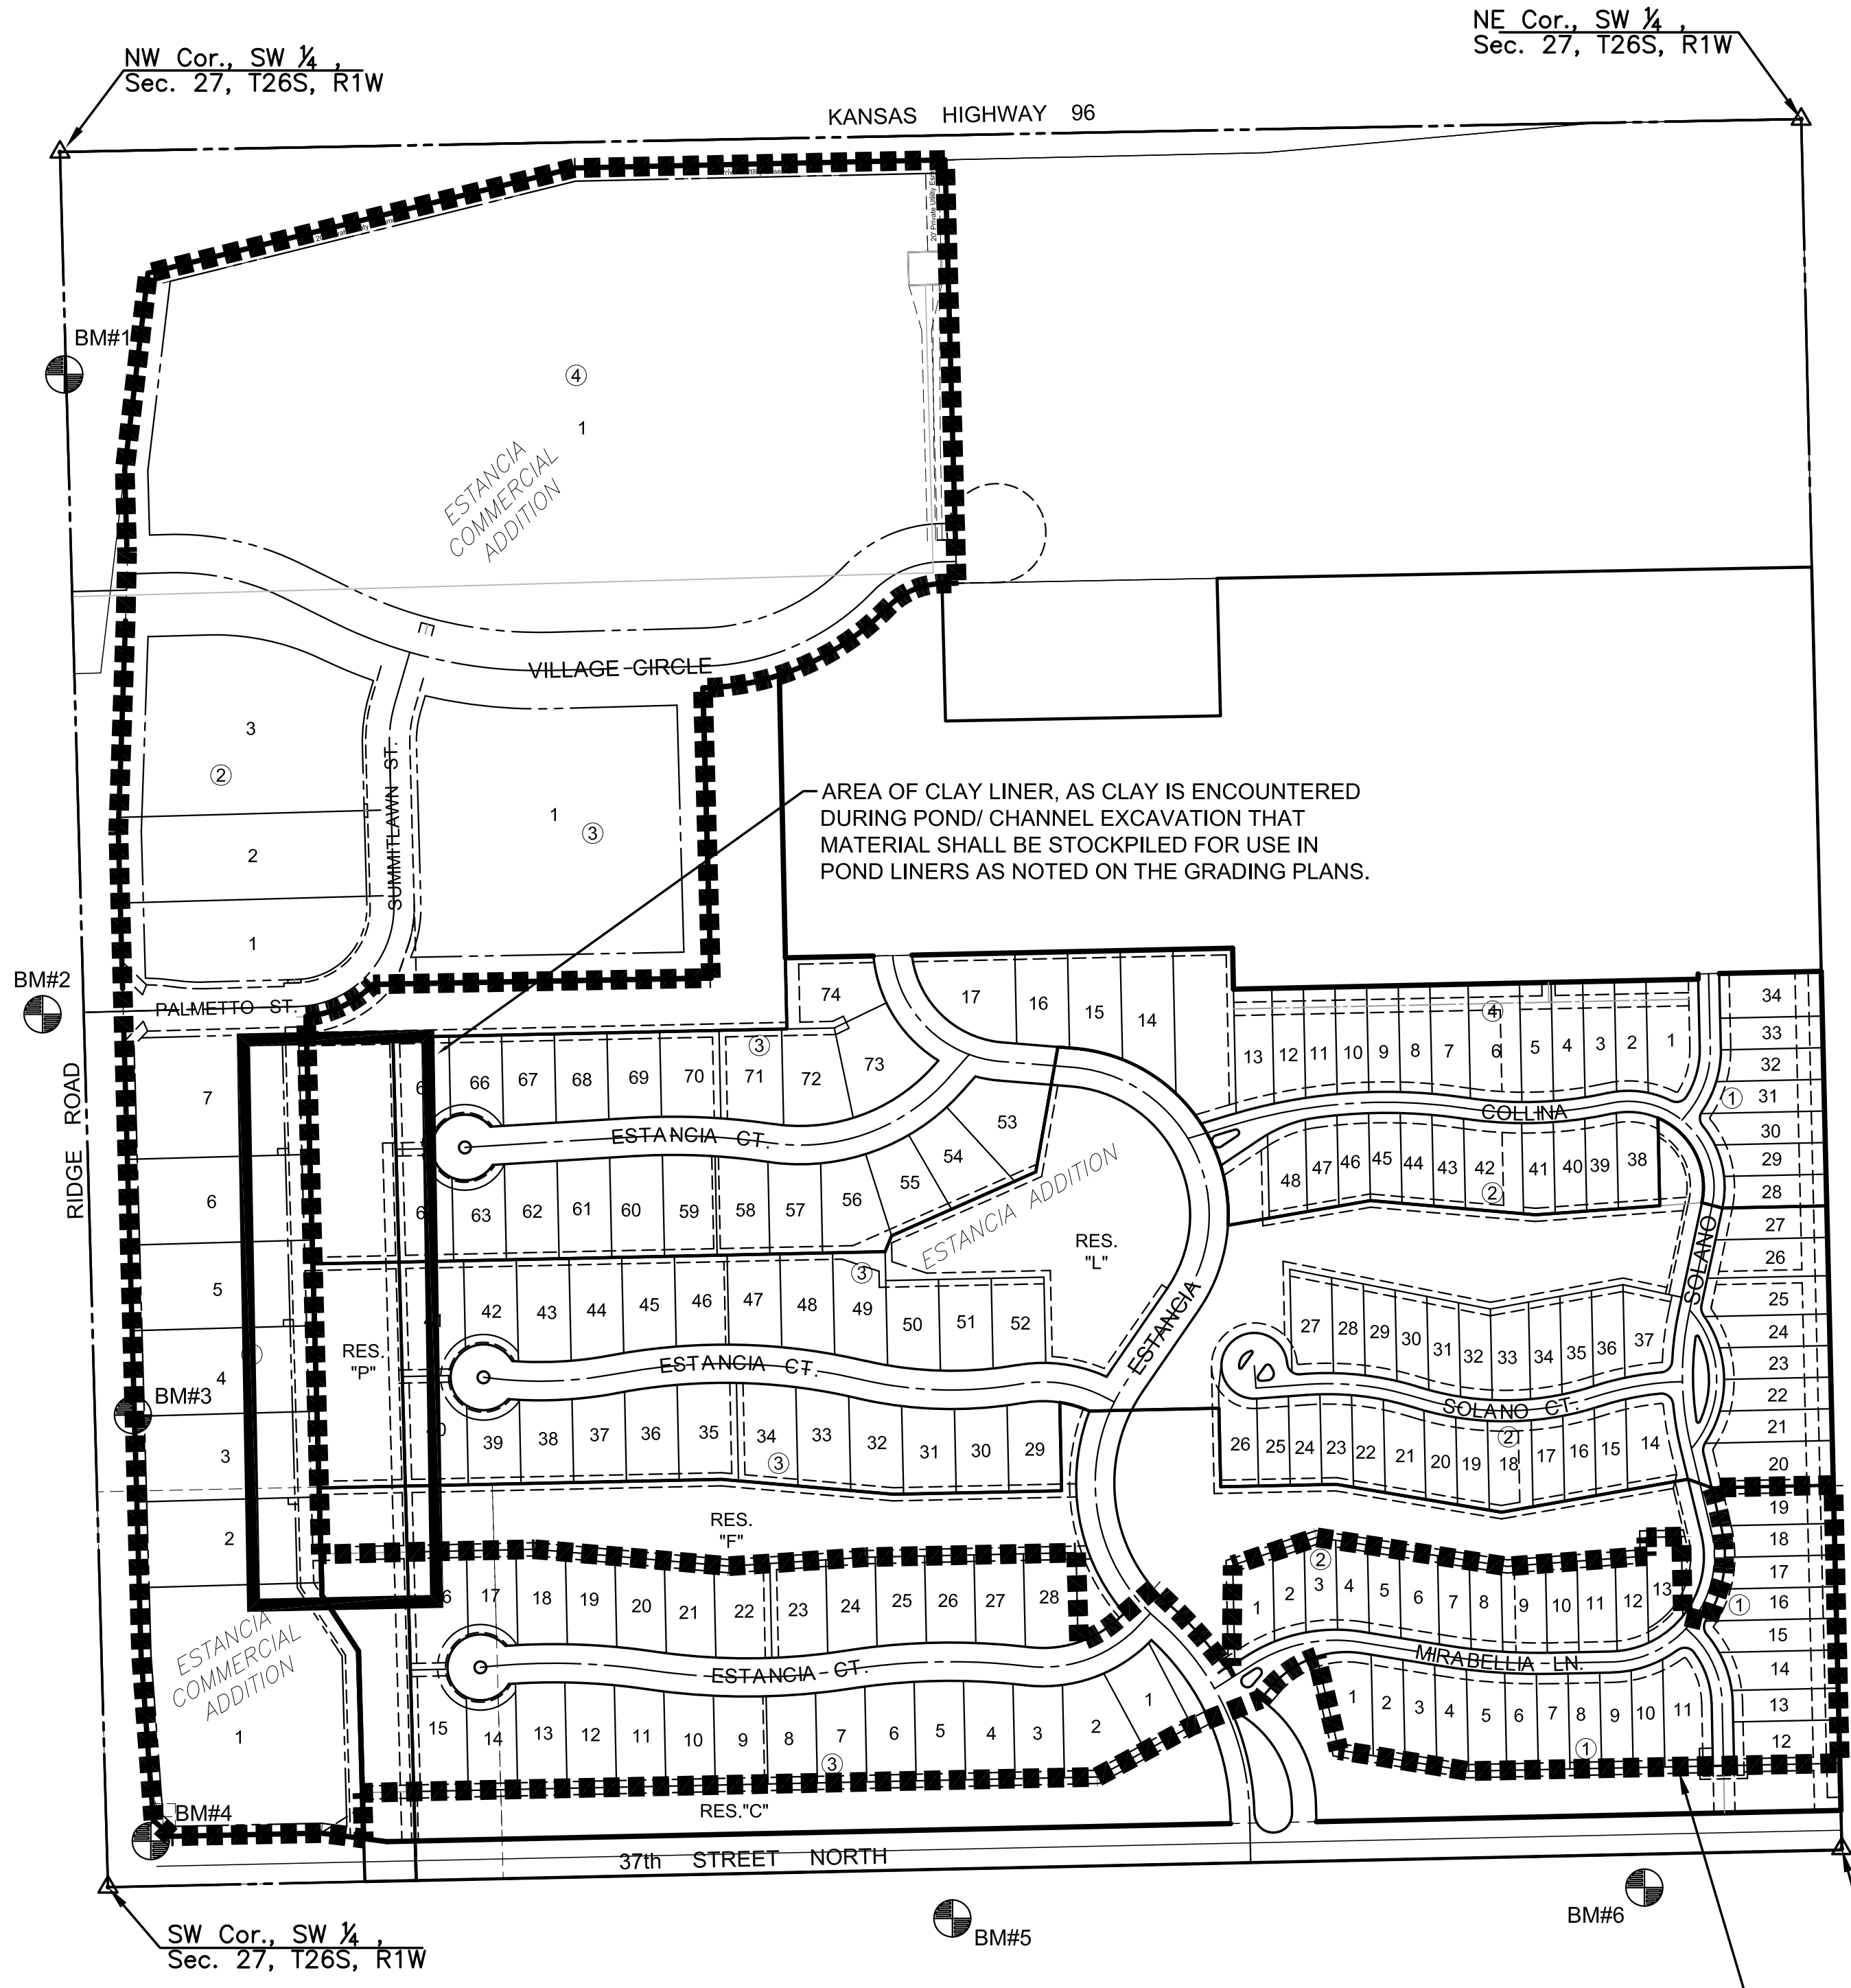 NW Cor., SW ¼ ,
Sec. 27, T26S, R1W
NE Cor., SW ¼ ,
Sec. 27, T26S, R1W
KANSAS HIGHWAY 96
20' Private Utility Esmt
BM#1
④
1
ESTANCIA
COMMERCIAL
ADDITION
VILLAGE CIRCLE
3
②
2
1
SUMMITLAWN ST.
1
③
AREA OF CLAY LINER, AS CLAY IS ENCOUNTERED
DURING POND/ CHANNEL EXCAVATION THAT
MATERIAL SHALL BE STOCKPILED FOR USE IN
POND LINERS AS NOTED ON THE GRADING PLANS.
BM#2
PALMETTO ST.
RIDGE ROAD
7
6
5
4
3
2
BM#3
ESTANCIA
COMMERCIAL
ADDITION
1
BM#4
74
17 16 15 14
③
66 67 68 69 70 71 72 73
ESTANCIA CT.
53
54
55
63 62 61 60 59 58 57 56
ESTANCIA ADDITION
RES.
"L"
③
42 43 44 45 46 47 48 49 50 51 52
RES.
"P"
ESTANCIA CT.
ESTANCIA
39 38 37 36 35 34 33 32 31 30 29
③
RES.
"F"
17 18 19 20 21 22 23 24 25 26 27 28
ESTANCIA CT.
15 14 13 12 11 10 9 8 7 6 5 4 3 2 1
③
RES."C"
④
13 12 11 10 9 8 7 6 5 4 3 2 1
COLLINA
48 47 46 45 44 43 42 41 40 39 38
②
34
33
32
31
①
30
29
28
27
26
25
24
23
22
21
20
19
18
17
16
①
15
14
13
12
SOLANO
27 28 29 30 31 32 33 34 35 36 37
SOLANO CT.
②
26 25 24 23 22 21 20 19 18 17 16 15 14
②
1 2 3 4 5 6 7 8 9 10 11 12 13
MIRABELLIA LN.
1 2 3 4 5 6 7 8 9 10 11
①
37th STREET NORTH
SW Cor., SW ¼ ,
Sec. 27, T26S, R1W
BM#5
BM#6